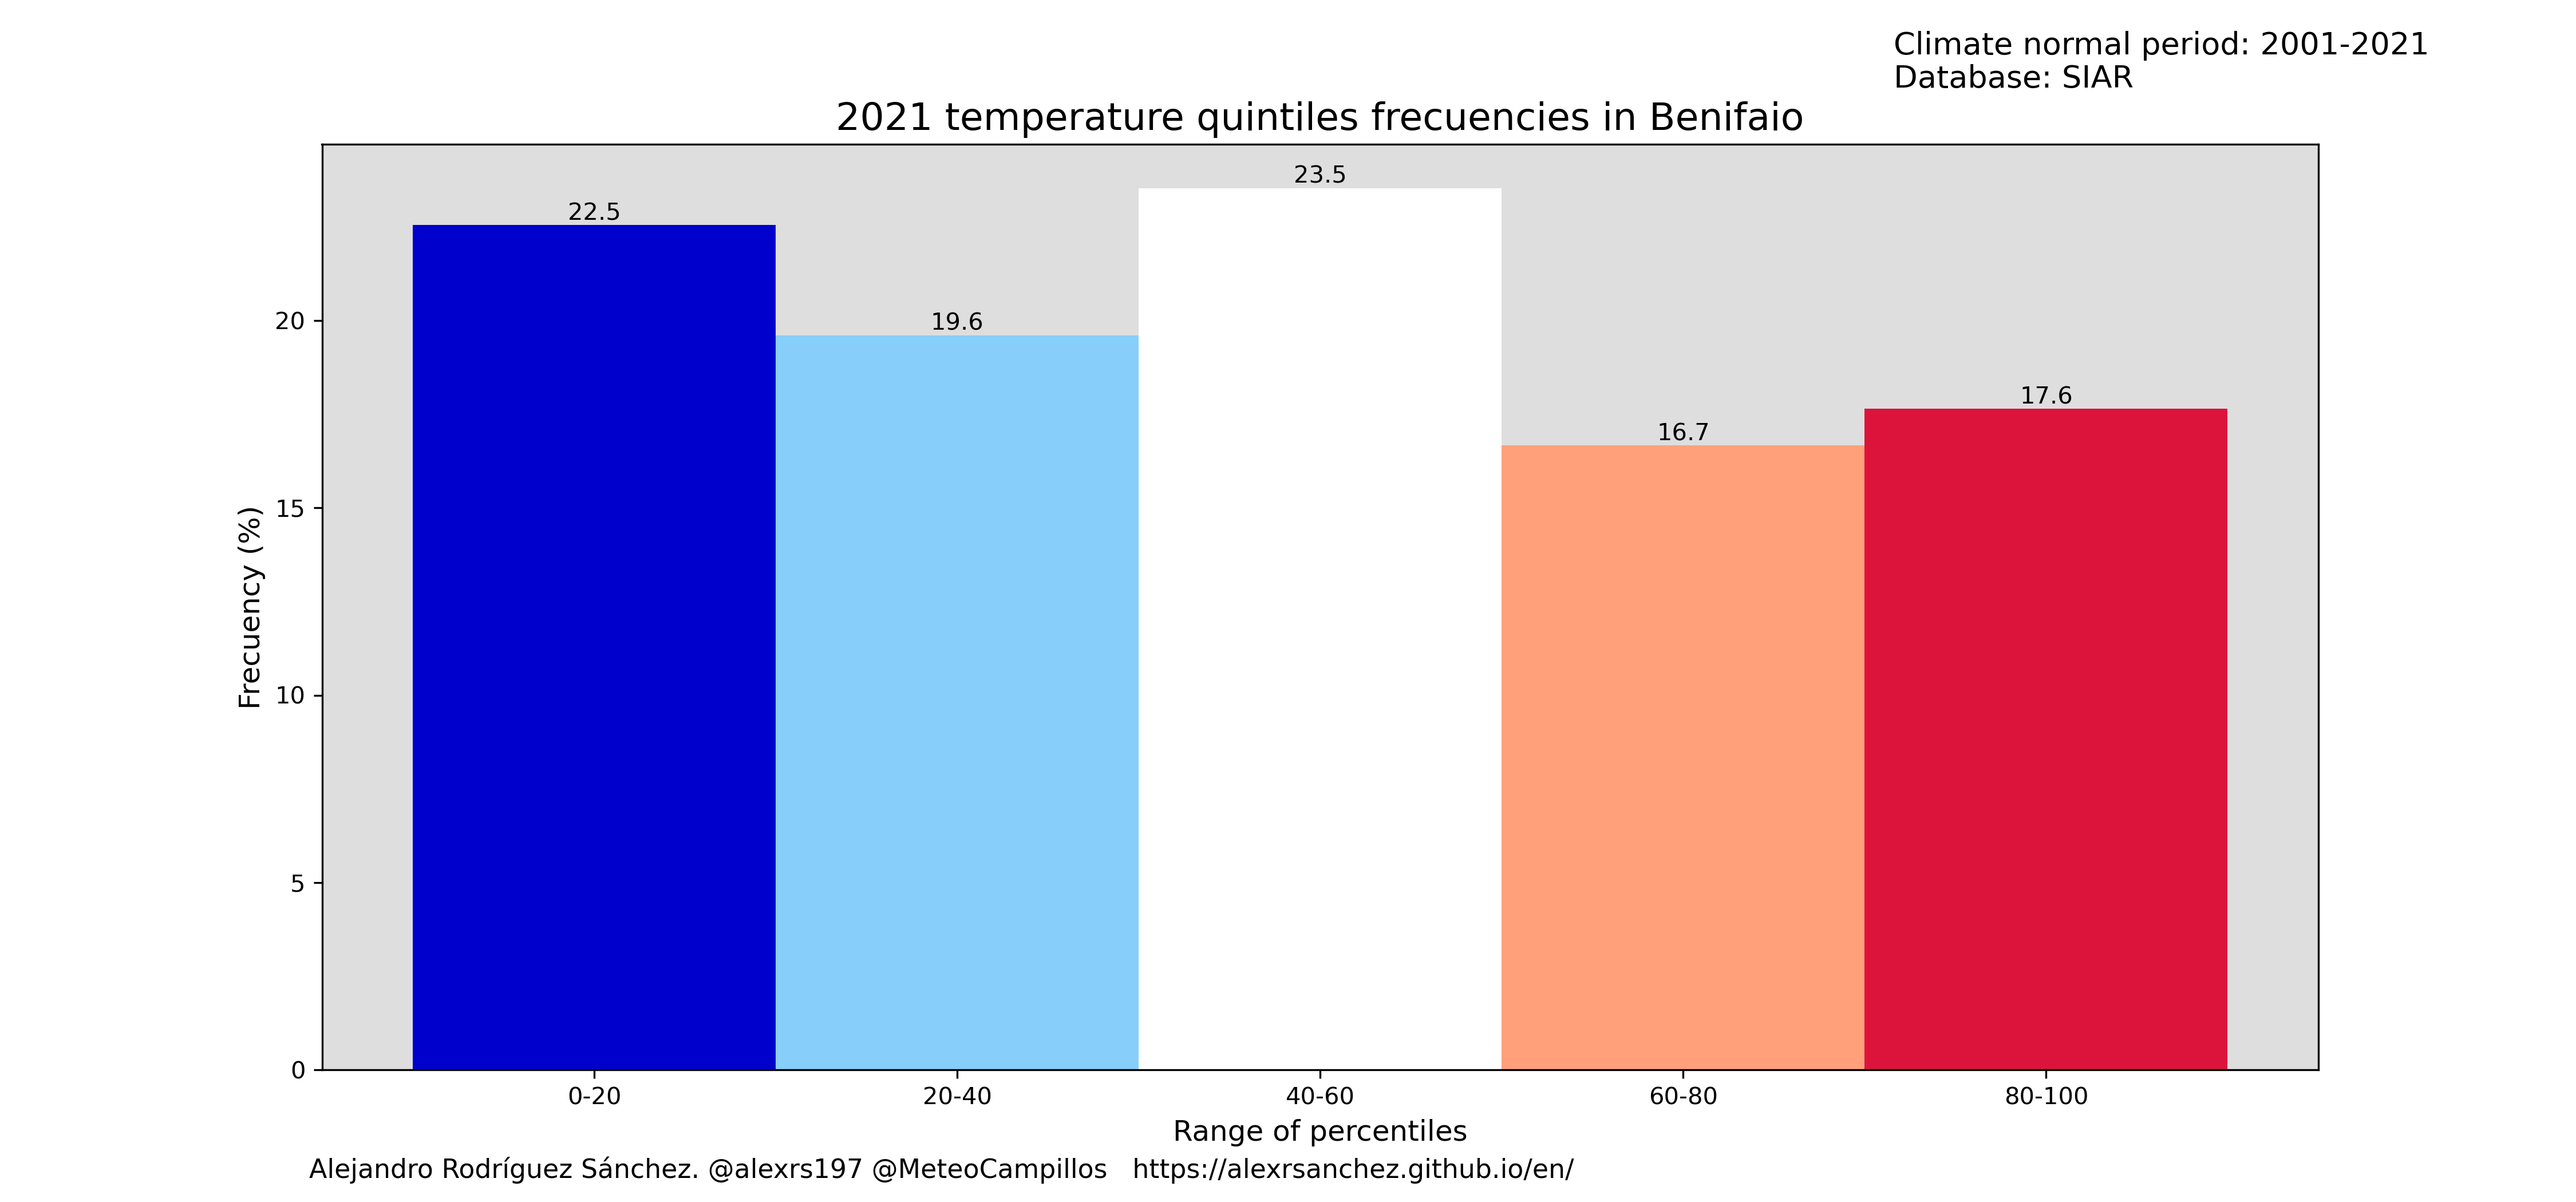 Climate normal period: 2001-2021
Database: SIAR
2021 temperature quintiles frecuencies in Benifaio
23.5
22.5
19.6
17.6
16.7
20
15
10
5
0
Frecuency (%)
0-20 20-40 40-60 60-80 80-100
Range of percentiles
Alejandro Rodríguez Sánchez. @alexrs197 @MeteoCampillos https://alexrsanchez.github.io/en/